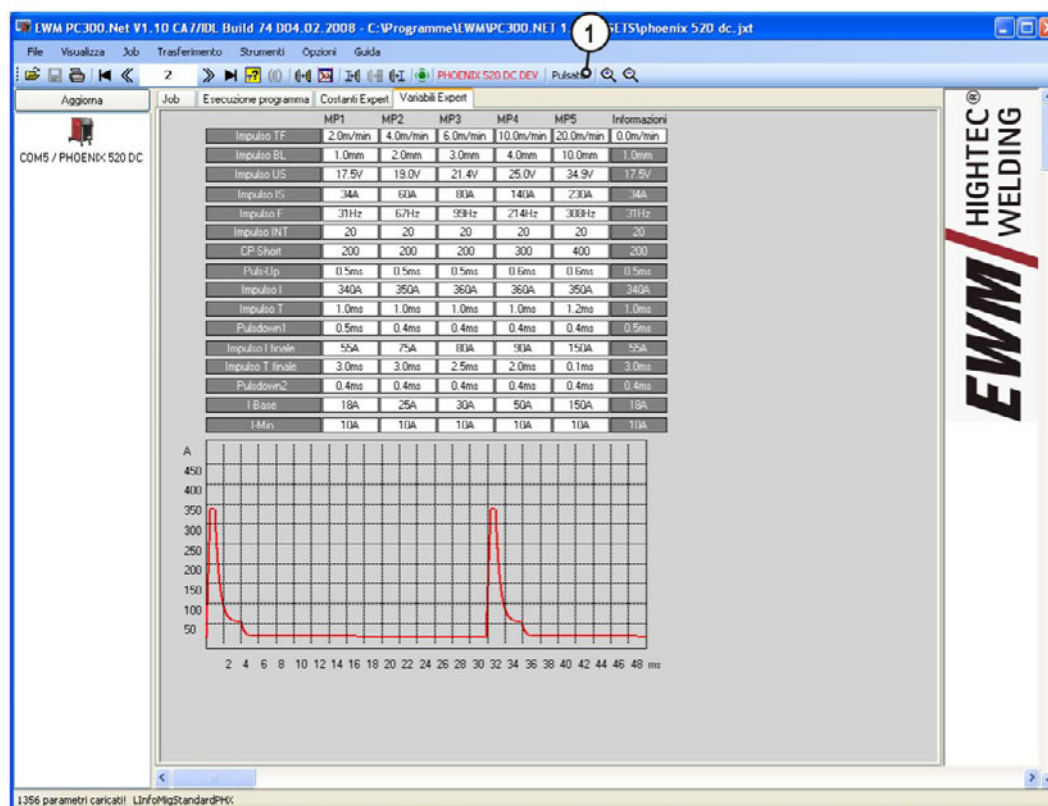 EWM PC300.Net V1.10 CA7/IDL Build 74 D04.02.2008 - C:\Programme\EWM\PC300.NET 1. SETS\phoenix 520 dc.jxt
1
File Visualizza Job Trasferimento Strumenti Opzioni Guida
2 PHOENIX 520 DC DEV
Aggiorna
Job Esecuzione programma Costanti Expert Variabili Expert
COM5 / PHOENIX 520 DC
MP1 MP2 MP3 MP4 MP5 Informazioni
Impulso TF 2.0m/min 4.0m/min 6.0m/min 10.0m/min 20.0m/min 0.0m/min
Impulso BL 1.0mm 2.0mm 3.0mm 4.0mm 10.0mm 1.0mm
Impulso US 17.5V 19.0V 21.4V 25.0V 34.9V 17.5V
Impulso IS 34A 60A 80A 140A 230A 34A
Impulso F 31Hz 67Hz 99Hz 214Hz 308Hz 31Hz
Impulso INT 20 20 20 20 20 20
CP-Short 200 200 200 300 400 200
Puls-Up 0.5ms 0.5ms 0.5ms 0.6ms 0.6ms 0.5ms
Impulso I 340A 350A 360A 360A 350A 340A
Impulso T 1.0ms 1.0ms 1.0ms 1.0ms 1.2ms 1.0ms
Pulsdown1 0.5ms 0.4ms 0.4ms 0.4ms 0.4ms 0.5ms
Impulso I finale 55A 75A 80A 90A 150A 55A
Impulso T finale 3.0ms 3.0ms 2.5ms 2.0ms 0.1ms 3.0ms
Pulsdown2 0.4ms 0.4ms 0.4ms 0.4ms 0.4ms 0.4ms
I-Base 18A 25A 30A 50A 150A 18A
I-Min 10A 10A 10A 10A 10A 10A
A
450
400
350
300
250
200
150
100
50
2 4 6 8 10 12 14 16 18 20 22 24 26 28 30 32 34 36 38 40 42 44 46 48 ms
EWM HIGHTEC®
WELDING
1356 parametri caricati! LInfoMigStandardPHX